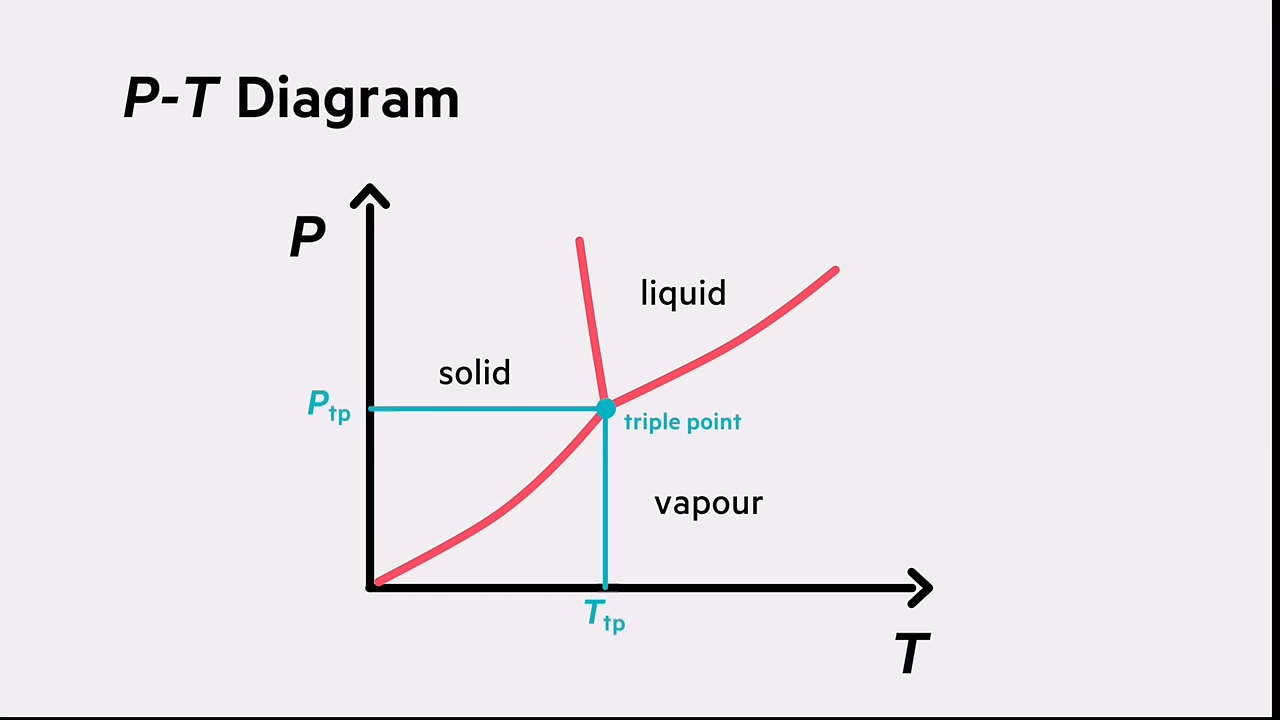 P-T Diagram
P
liquid
solid
Ptp
triple point
vapour
Ttp
T